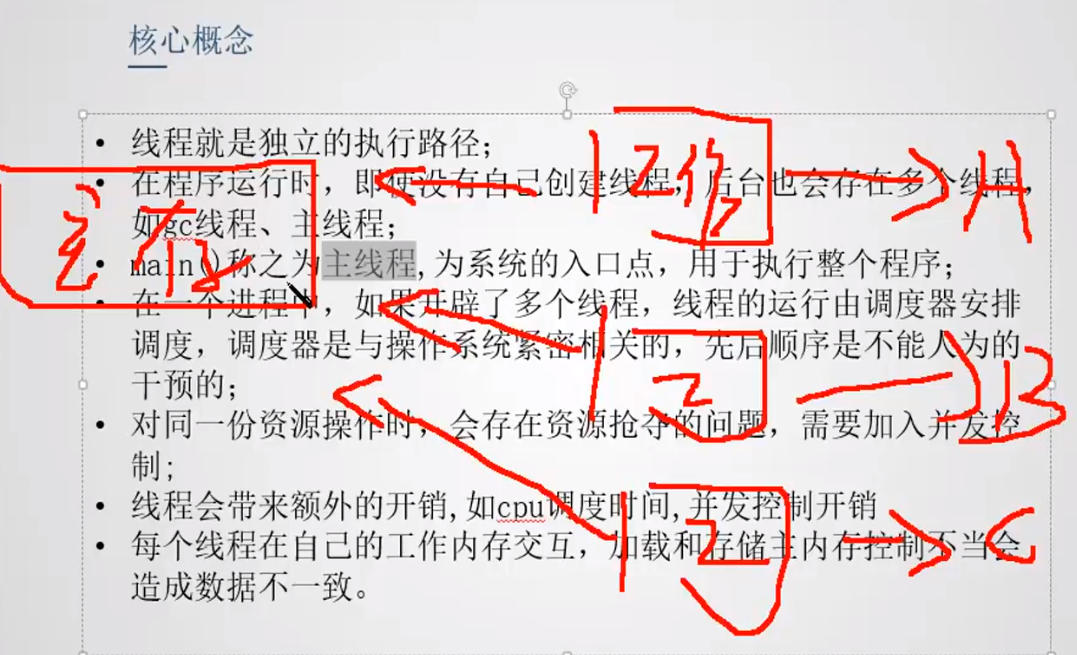 核心概念
• 线程就是独立的执行路径；
• 在程序运行时，即使没有自己创建线程，后台也会存在多个线程，
如gc线程、主线程；
• main()称之为主线程,为系统的入口点，用于执行整个程序；
• 在一个进程中，如果开辟了多个线程，线程的运行由调度器安排
调度，调度器是与操作系统紧密相关的，先后顺序是不能人为的
干预的；
• 对同一份资源操作时，会存在资源抢夺的问题，需要加入并发控
制；
• 线程会带来额外的开销,如cpu调度时间,并发控制开销
• 每个线程在自己的工作内存交互，加载和存储主内存控制不当会
造成数据不一致。
A
B
C